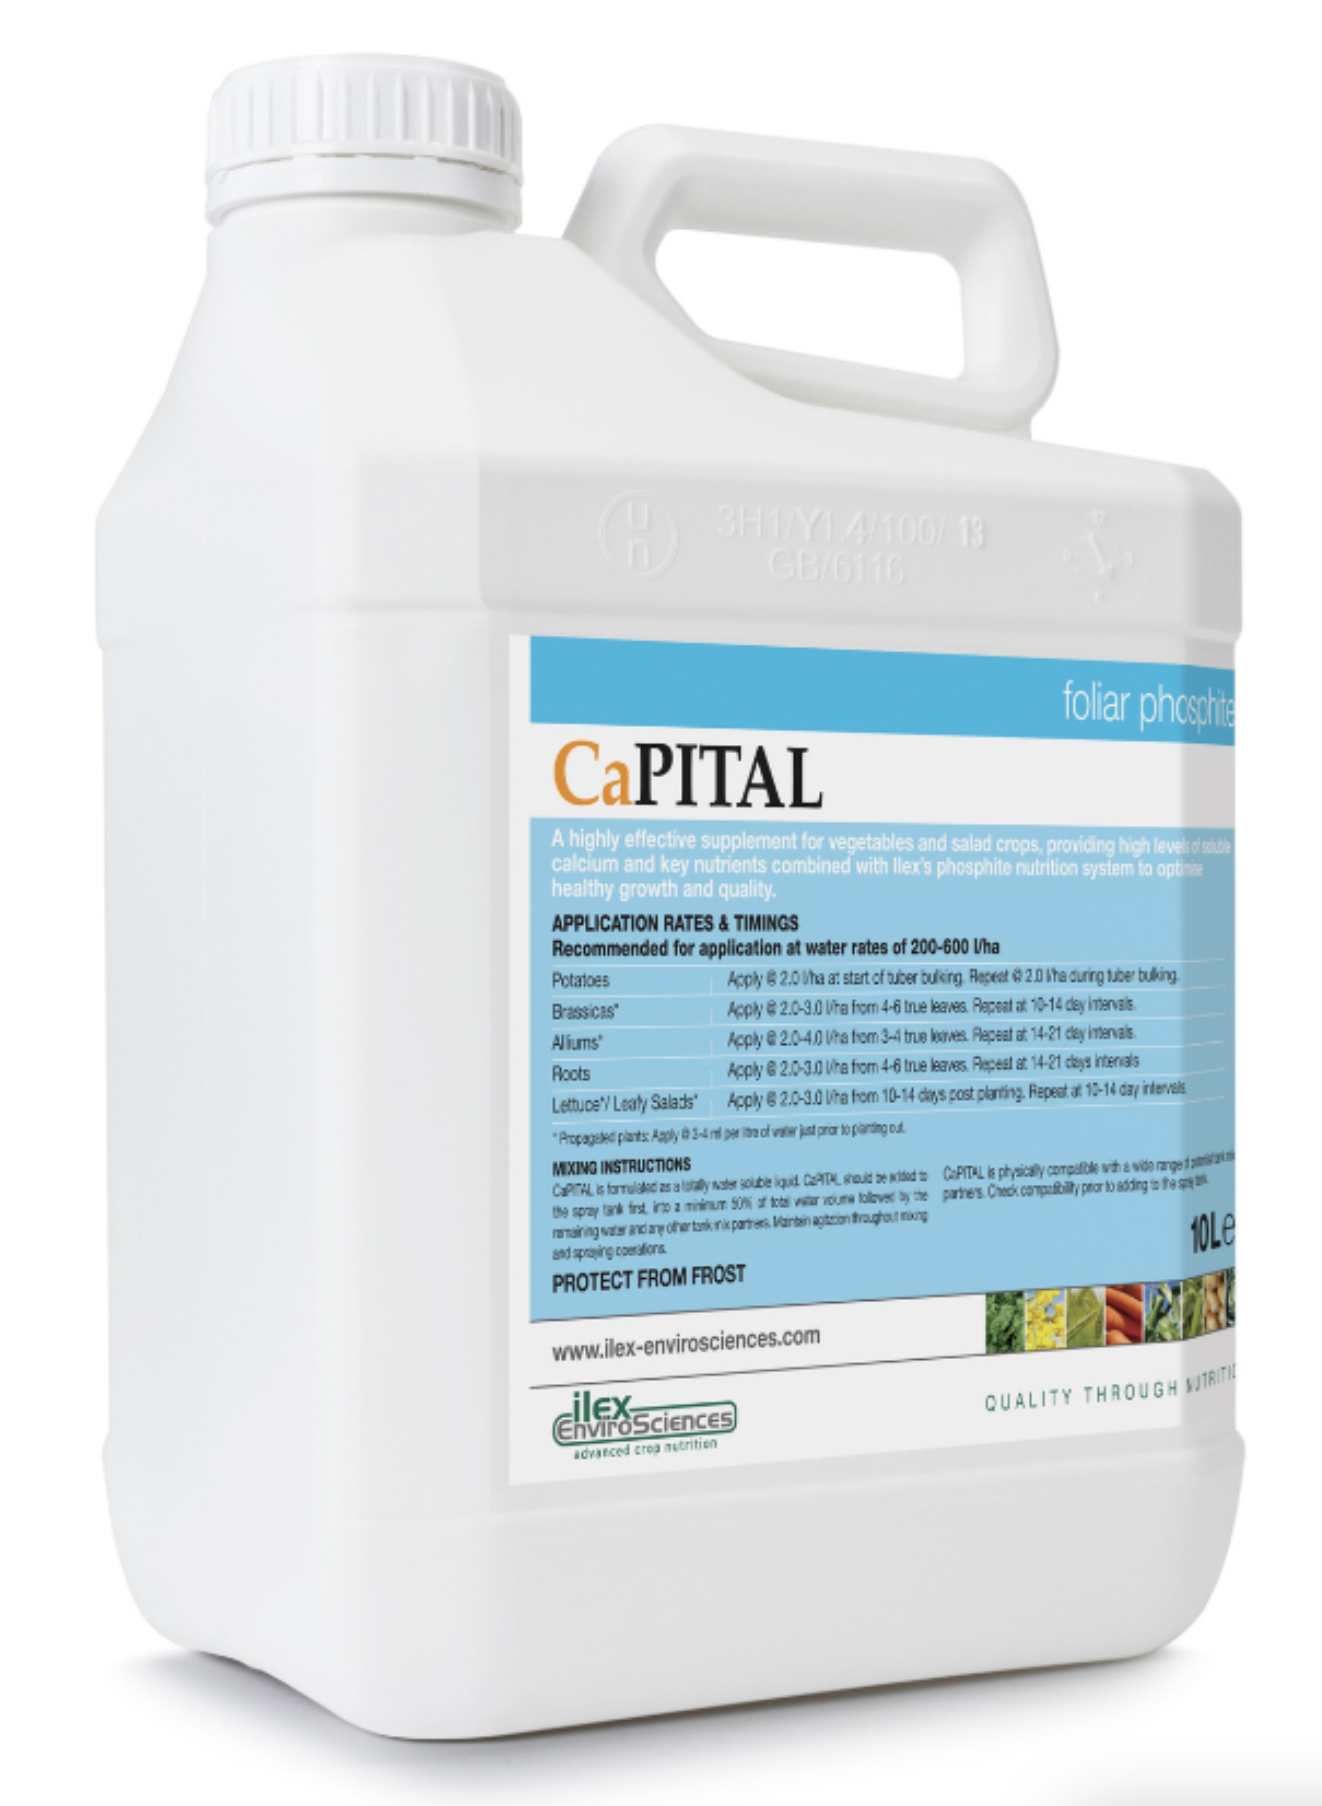 un
3H1/Y1.4/100/ 13
GB/6116
12
3
6
9
foliar phosphite
CaPITAL
A highly effective supplement for vegetables and salad crops, providing high levels of soluble
calcium and key nutrients combined with Ilex's phosphite nutrition system to optimise
healthy growth and quality.
APPLICATION RATES & TIMINGS
Recommended for application at water rates of 200-600 l/ha
Potatoes Apply @ 2.0 l/ha at start of tuber bulking. Repeat @ 2.0 l/ha during tuber bulking.
Brassicas* Apply @ 2.0-3.0 l/ha from 4-6 true leaves. Repeat at 10-14 day intervals.
Alliums* Apply @ 2.0-4.0 l/ha from 3-4 true leaves. Repeat at 14-21 day intervals.
Roots Apply @ 2.0-3.0 l/ha from 4-6 true leaves. Repeat at 14-21 days intervals
Lettuce*/ Leafy Salads* Apply @ 2.0-3.0 l/ha from 10-14 days post planting. Repeat at 10-14 day intervals.
* Propagated plants: Apply @ 3-4 ml per litre of water just prior to planting out.
MIXING INSTRUCTIONS
CaPITAL is formulated as a totally water soluble liquid. CaPITAL should be added to
the spray tank first, into a minimum 50% of total water volume followed by the
remaining water and any other tank mix partners. Maintain agitation throughout mixing
and spraying operations.
CaPITAL is physically compatible with a wide range of potential tank mix
partners. Check compatibility prior to adding to the spray tank.
10L e
PROTECT FROM FROST
www.ilex-envirosciences.com
ilex
EnviroSciences
advanced crop nutrition
QUALITY THROUGH NUTRITIO